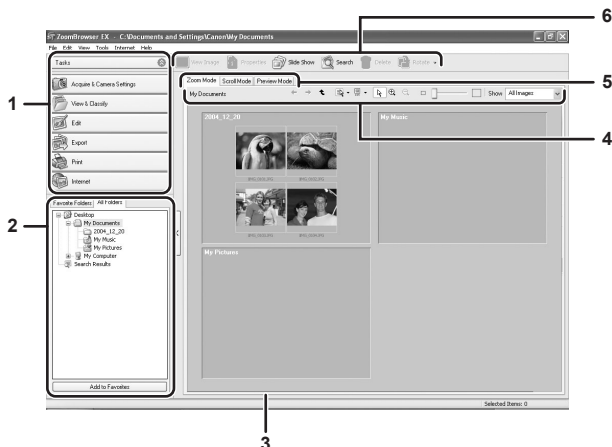 6
ZoomBrowser EX - C:\Documents and Settings\Canon\My Documents
File Edit View Tools Internet Help
Tasks
View Image Properties Slide Show Search Delete Rotate
Zoom Mode Scroll Mode Preview Mode
5
Acquire & Camera Settings
My Documents
Show All Images
1
View & Classify
2004_12_20
My Music
4
Edit
Export
Print
Internet
2
Favorite Folders All Folders
Desktop
My Documents
2004_12_20
My Music
My Pictures
My Computer
Search Results
My Pictures
Add to Favorites
Selected Items: 0
3